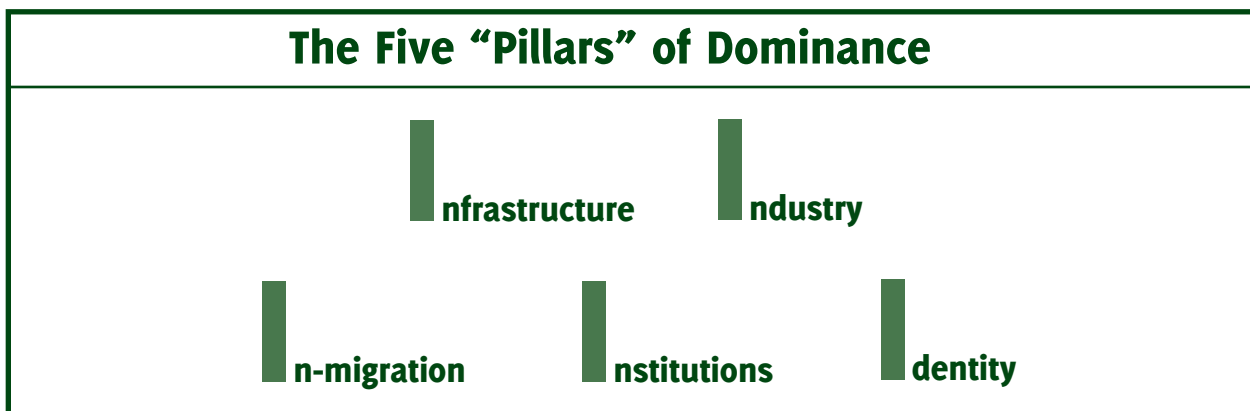 The Five “Pillars” of Dominance
Infrastructure Industry
In-migration Institutions Identity